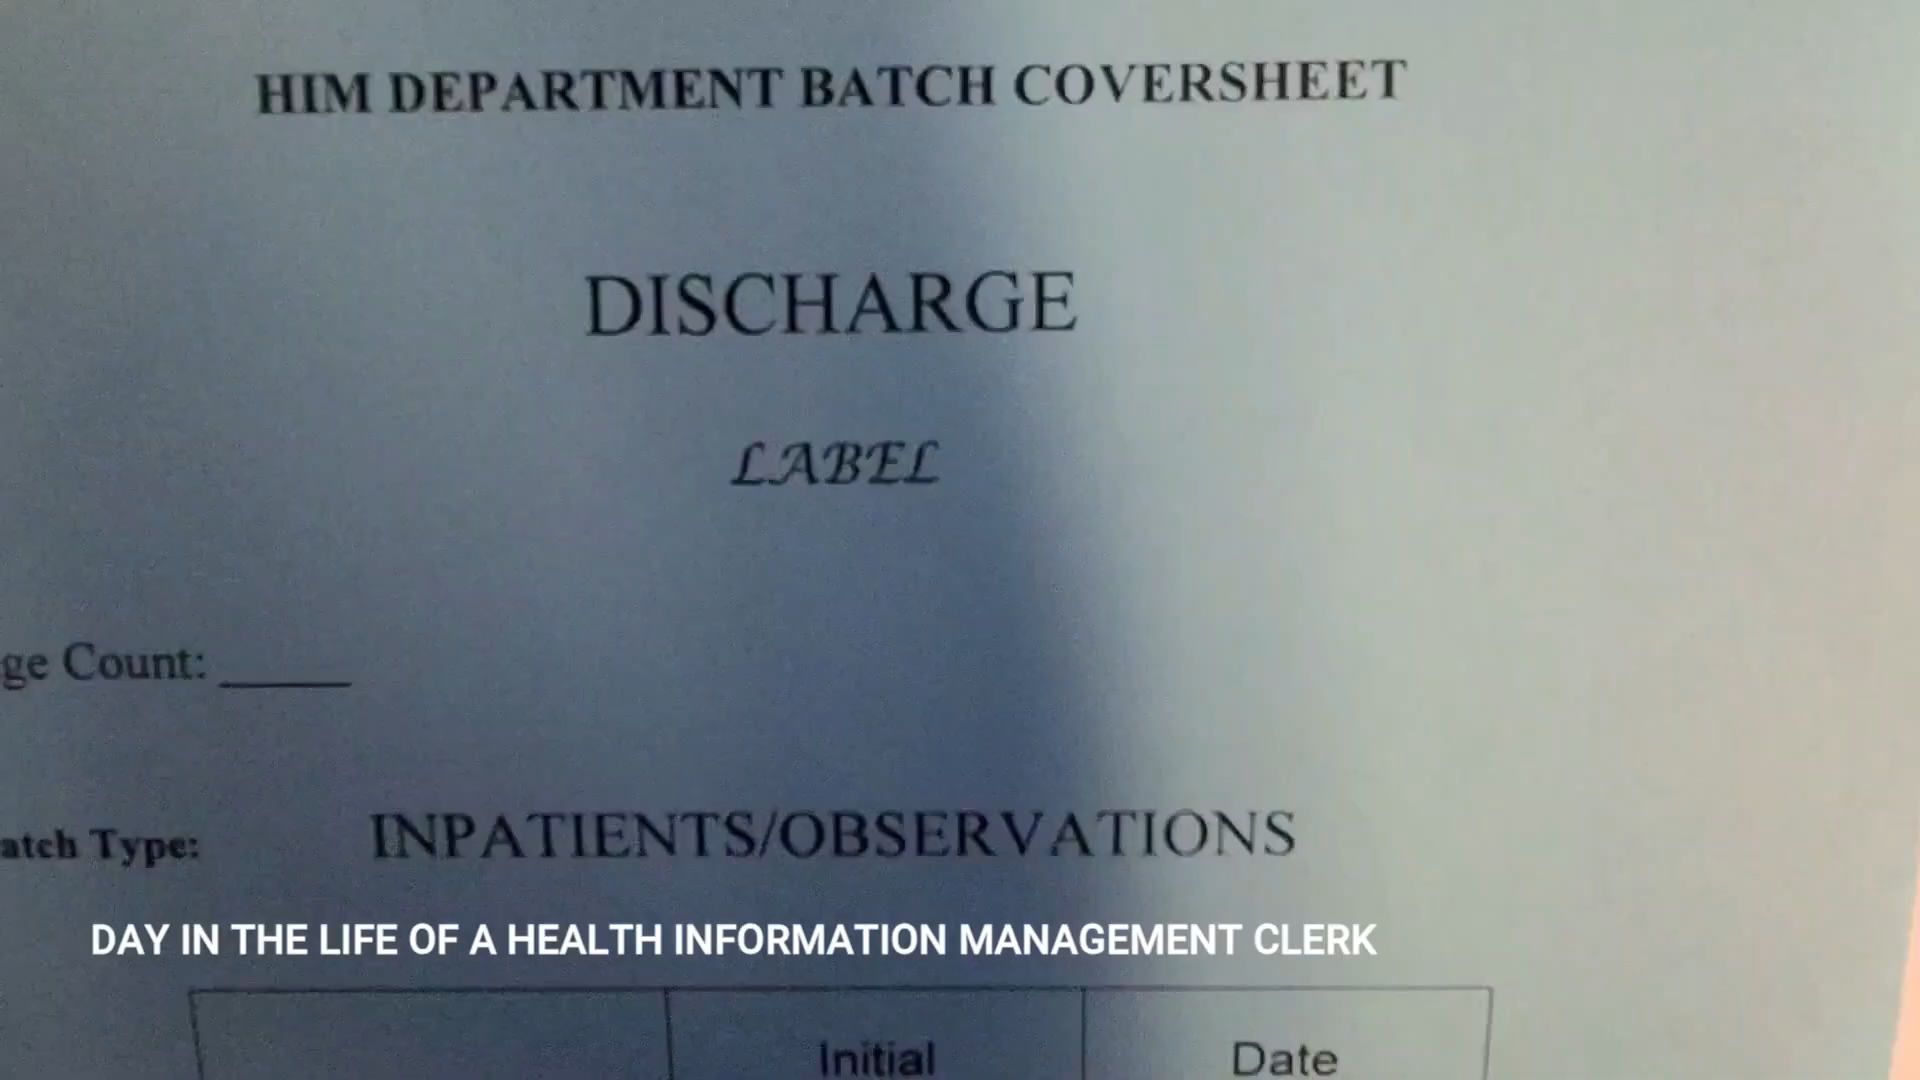 HIM DEPARTMENT BATCH COVERSHEET
DISCHARGE
LABEL
ge Count: _____
atch Type: INPATIENTS/OBSERVATIONS
DAY IN THE LIFE OF A HEALTH INFORMATION MANAGEMENT CLERK
Initial Date